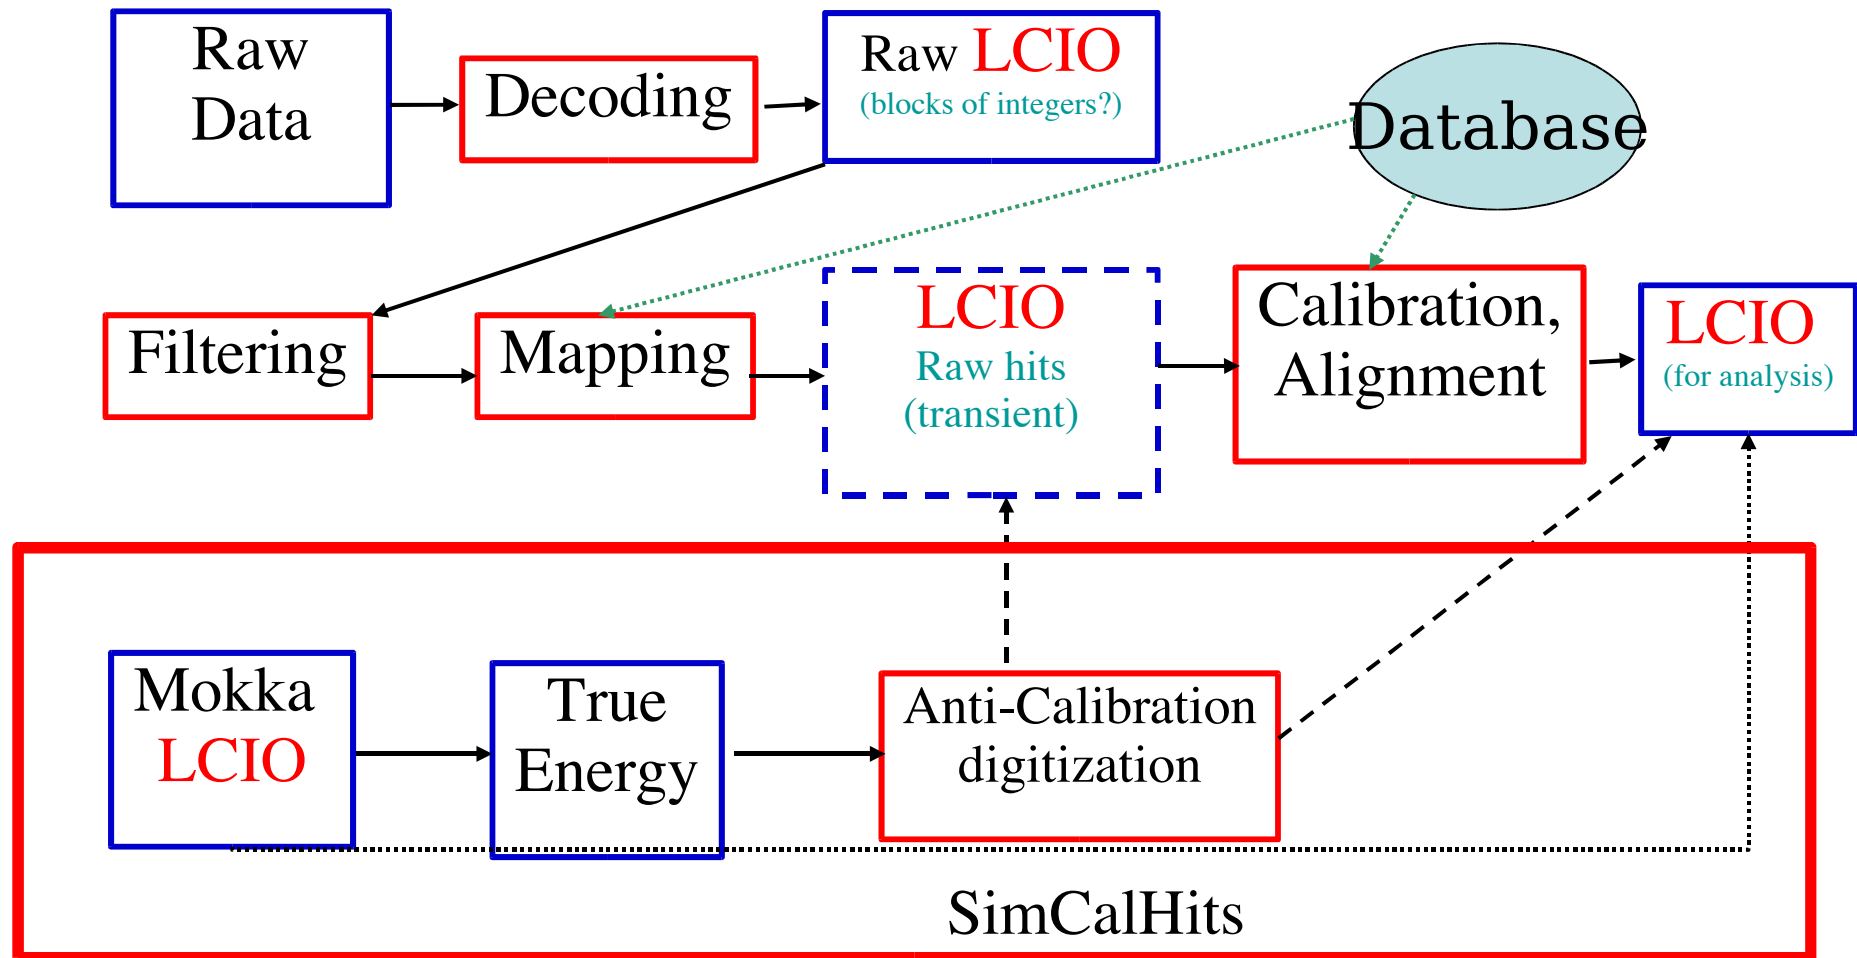 Raw
Data
Decoding
Raw LCIO
(blocks of integers?)
Database
Filtering
Mapping
LCIO
Raw hits
(transient)
Calibration,
Alignment
LCIO
(for analysis)
Mokka
LCIO
True
Energy
Anti-Calibration
digitization
SimCalHits